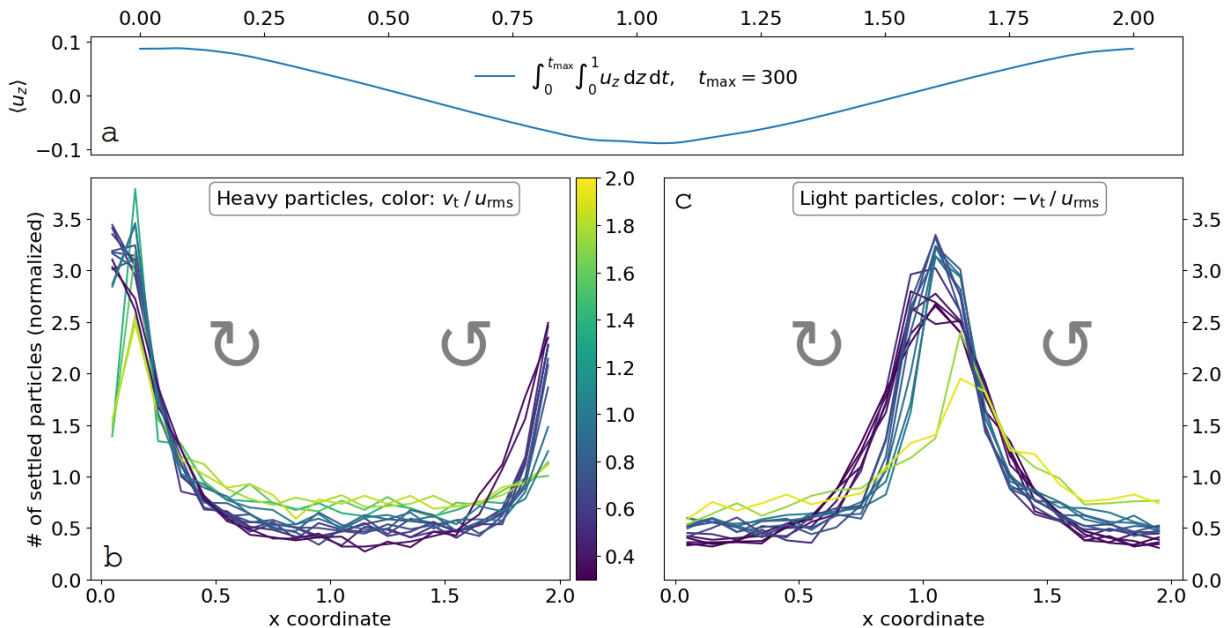 0.00 0.25 0.50 0.75 1.00 1.25 1.50 1.75 2.00
0.1
0.0
−0.1
⟨u_z⟩
∫_0^{t_max} ∫_0^1 u_z dz dt, t_max = 300
a
Heavy particles, color: v_t / u_rms
3.5
3.0
2.5
2.0
1.5
1.0
0.5
0.0
# of settled particles (normalized)
b
0.0 0.5 1.0 1.5 2.0
x coordinate
2.0
1.8
1.6
1.4
1.2
1.0
0.8
0.6
0.4
c
Light particles, color: −v_t / u_rms
3.5
3.0
2.5
2.0
1.5
1.0
0.5
0.0
0.0 0.5 1.0 1.5 2.0
x coordinate